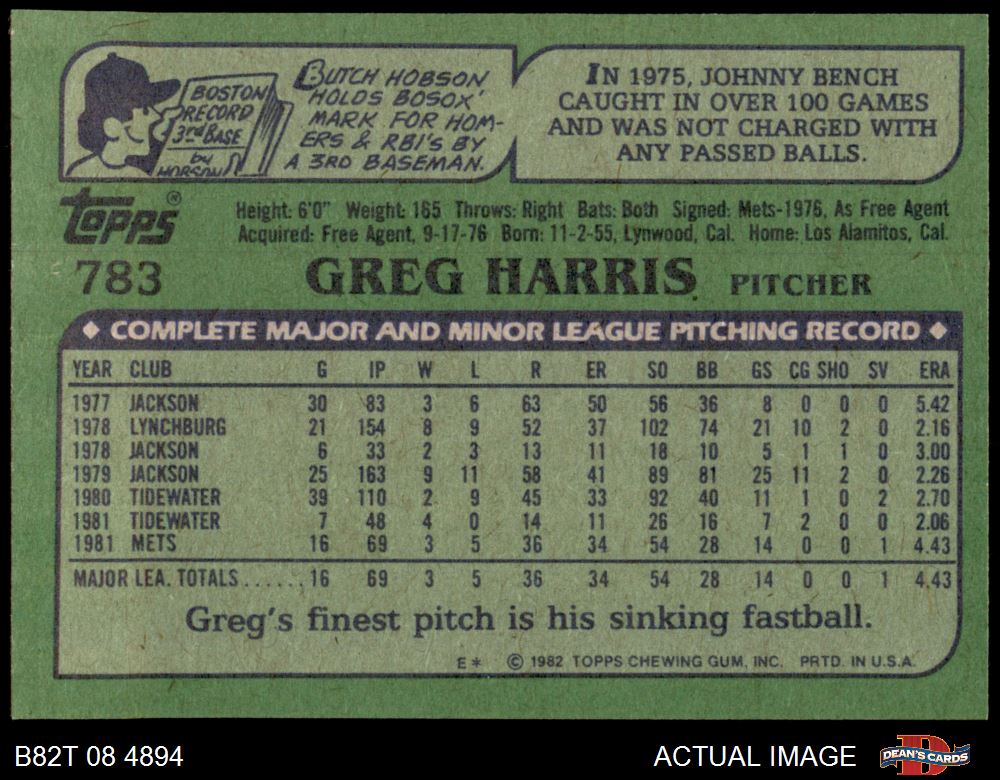 BOSTON
RECORD
3rd BASE
by
HOBSON
BUTCH HOBSON
HOLDS BOSOX'
MARK FOR HOM-
ERS & RBI'S BY
A 3RD BASEMAN.
IN 1975, JOHNNY BENCH
CAUGHT IN OVER 100 GAMES
AND WAS NOT CHARGED WITH
ANY PASSED BALLS.
topps®
Height: 6'0" Weight: 165 Throws: Right Bats: Both Signed: Mets-1976, As Free Agent
Acquired: Free Agent, 9-17-76 Born: 11-2-55, Lynwood, Cal. Home: Los Alamitos, Cal.
783 GREG HARRIS PITCHER
◆ COMPLETE MAJOR AND MINOR LEAGUE PITCHING RECORD ◆
YEAR CLUB G IP W L R ER SO BB GS CG SHO SV ERA
1977 JACKSON 30 83 3 6 63 50 56 36 8 0 0 0 5.42
1978 LYNCHBURG 21 154 8 9 52 37 102 74 21 10 2 0 2.16
1978 JACKSON 6 33 2 3 13 11 18 10 5 1 1 0 3.00
1979 JACKSON 25 163 9 11 58 41 89 81 25 11 2 0 2.26
1980 TIDEWATER 39 110 2 9 45 33 92 40 11 1 0 2 2.70
1981 TIDEWATER 7 48 4 0 14 11 26 16 7 2 0 0 2.06
1981 METS 16 69 3 5 36 34 54 28 14 0 0 1 4.43
MAJOR LEA. TOTALS......16 69 3 5 36 34 54 28 14 0 0 1 4.43
Greg's finest pitch is his sinking fastball.
E* © 1982 TOPPS CHEWING GUM, INC. PRTD. IN U.S.A.
B82T 08 4894 ACTUAL IMAGE DEAN'S CARDS